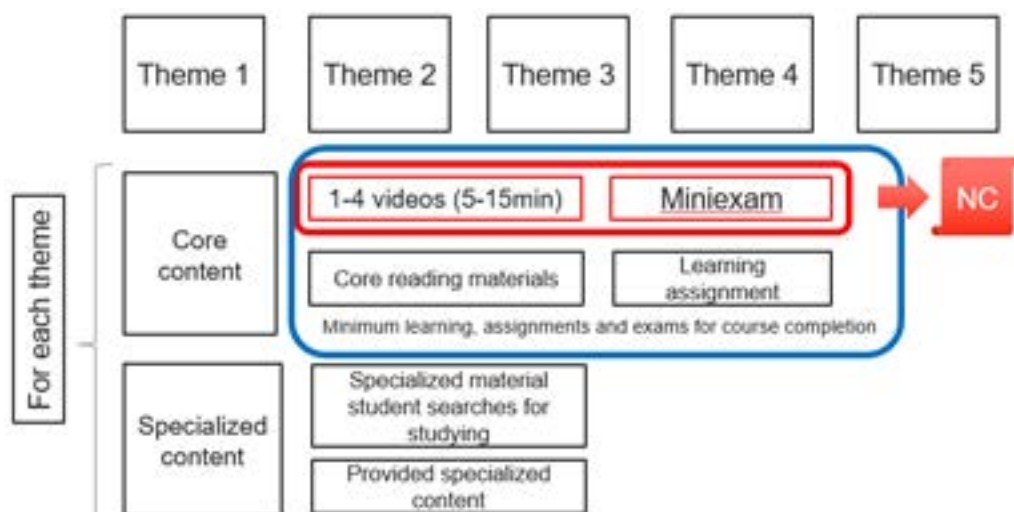 Theme 1
Theme 2
Theme 3
Theme 4
Theme 5
For each theme
Core
content
1-4 videos (5-15min)
Miniexam
NC
Core reading materials
Learning
assignment
Minimum learning, assignments and exams for course completion
Specialized
content
Specialized material
student searches for
studying
Provided specialized
content